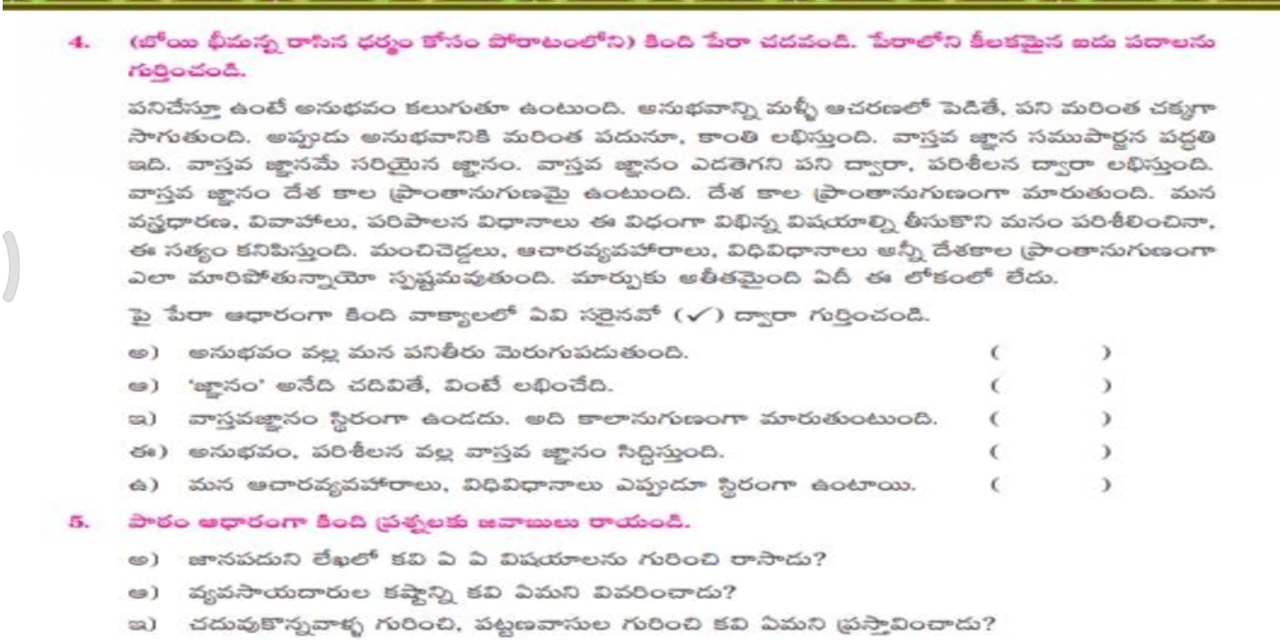 4. (బోయి భీమన్న రాసిన ధర్మం కోసం పోరాటంలోని) కింది పేరా చదవండి. పేరాలోని కీలకమైన ఐదు పదాలను
గుర్తించండి.
పనిచేస్తూ ఉంటే అనుభవం కలుగుతూ ఉంటుంది. అనుభవాన్ని మళ్ళీ ఆచరణలో పెడితే, పని మరింత చక్కగా
సాగుతుంది. అప్పుడు అనుభవానికి మరింత పదునూ, కాంతి లభిస్తుంది. వాస్తవ జ్ఞాన సముపార్జన పద్ధతి
ఇది. వాస్తవ జ్ఞానమే సరియైన జ్ఞానం. వాస్తవ జ్ఞానం ఎడతెగని పని ద్వారా, పరిశీలన ద్వారా లభిస్తుంది.
వాస్తవ జ్ఞానం దేశ కాల ప్రాంతానుగుణమై ఉంటుంది. దేశ కాల ప్రాంతానుగుణంగా మారుతుంది. మన
వస్త్రధారణ, వివాహాలు, పరిపాలన విధానాలు ఈ విధంగా విభిన్న విషయాల్ని తీసుకొని మనం పరిశీలించినా,
ఈ సత్యం కనిపిస్తుంది. మంచిచెడ్డలు, ఆచారవ్యవహారాలు, విధివిధానాలు అన్నీ దేశకాల ప్రాంతానుగుణంగా
ఎలా మారిపోతున్నాయో స్పష్టమవుతుంది. మార్పుకు అతీతమైంది ఏదీ ఈ లోకంలో లేదు.
పై పేరా ఆధారంగా కింది వాక్యాలలో ఏవి సరైనవో (✓) ద్వారా గుర్తించండి.
అ) అనుభవం వల్ల మన పనితీరు మెరుగుపడుతుంది. ( )
ఆ) 'జ్ఞానం' అనేది చదివితే, వింటే లభించేది. ( )
ఇ) వాస్తవజ్ఞానం స్థిరంగా ఉండదు. అది కాలానుగుణంగా మారుతుంటుంది. ( )
ఈ) అనుభవం, పరిశీలన వల్ల వాస్తవ జ్ఞానం సిద్ధిస్తుంది. ( )
ఉ) మన ఆచారవ్యవహారాలు, విధివిధానాలు ఎప్పుడూ స్థిరంగా ఉంటాయి. ( )
5. పాఠం ఆధారంగా కింది ప్రశ్నలకు జవాబులు రాయండి.
అ) జానపదుని లేఖలో కవి ఏ ఏ విషయాలను గురించి రాసాడు?
ఆ) వ్యవసాయదారుల కష్టాన్ని కవి ఏమని వివరించాడు?
ఇ) చదువుకొన్నవాళ్ళ గురించి, పట్టణవాసుల గురించి కవి ఏమని ప్రస్తావించాడు?